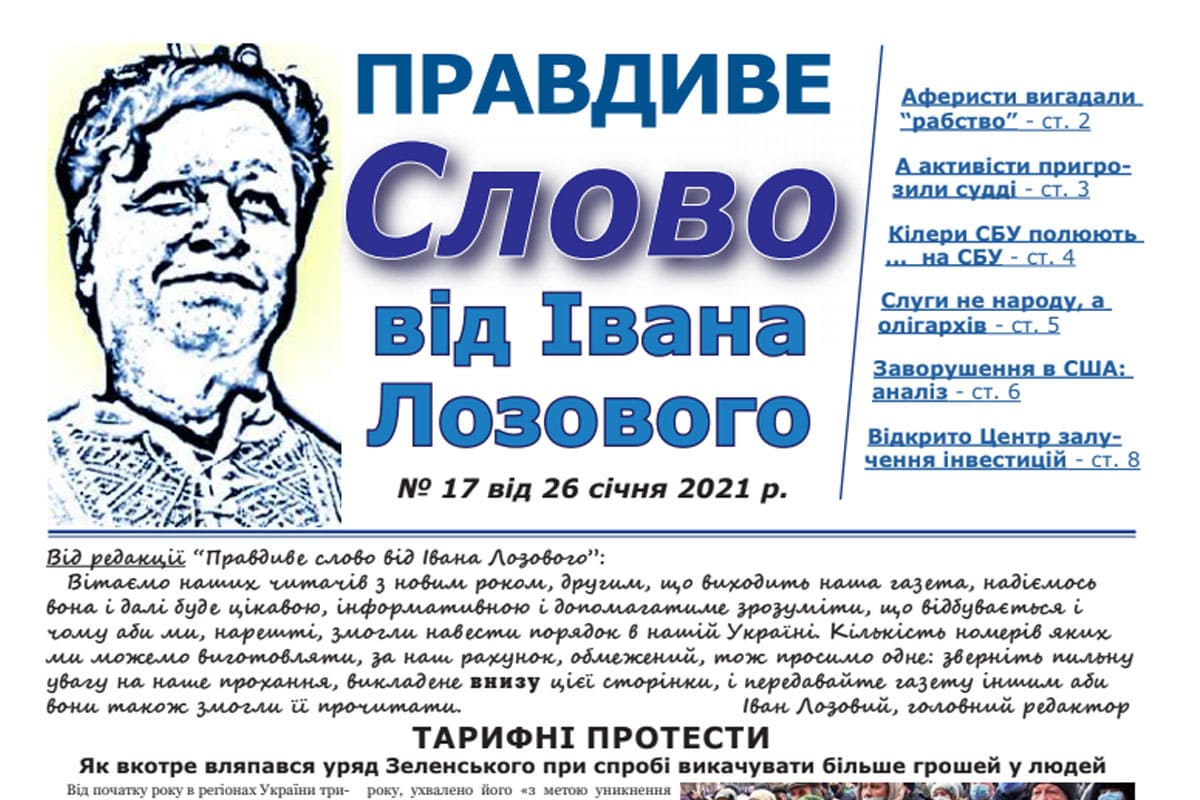 ПРАВДИВЕ
Слово
від Івана
Лозового
№ 17 від 26 січня 2021 р.
Аферисти вигадали
“рабство” - ст. 2
А активісти пригро-
зили судді - ст. 3
Кілери СБУ полюють
... на СБУ - ст. 4
Слуги не народу, а
олігархів - ст. 5
Заворушення в США:
аналіз - ст. 6
Відкрито Центр залу-
чення інвестицій - ст. 8
Від редакції “Правдиве слово від Івана Лозового”:
Вітаємо наших читачів з новим роком, другим, що виходить наша газета, надіємось
вона і далі буде цікавою, інформативною і допомагатиме зрозуміти, що відбувається і
чому аби ми, нарешті, змогли навести порядок в нашій Україні. Кількість номерів яких
ми можемо виготовляти, за наш рахунок, обмежений, тож просимо одне: зверніть пильну
увагу на наше прохання, викладене внизу цієї сторінки, і передавайте газету іншим аби
вони також змогли її прочитати. Іван Лозовий, головний редактор
ТАРИФНІ ПРОТЕСТИ
Як вкотре вляпався уряд Зеленського при спробі викачувати більше грошей у людей
Від початку року в регіонах України три-
року, ухвалено його «з метою уникнення